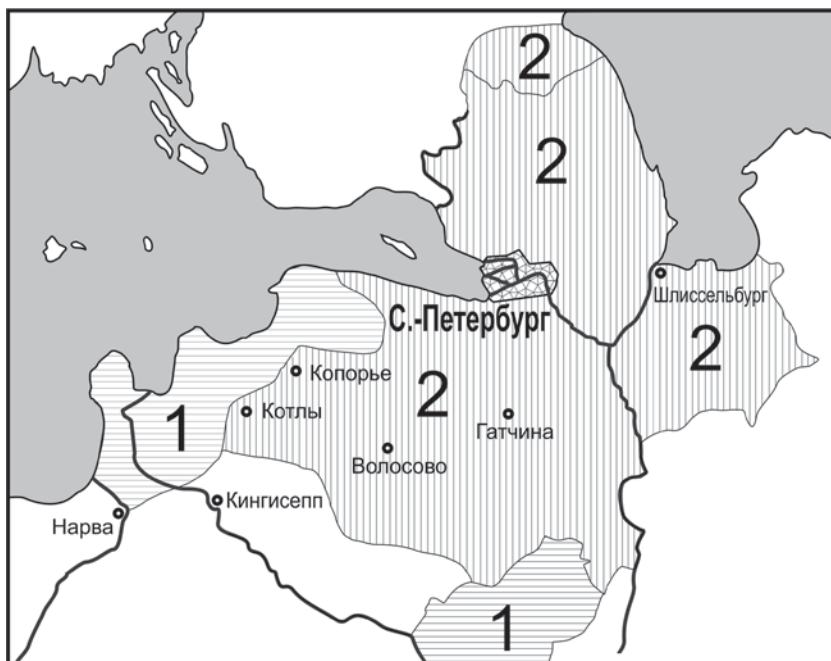 2
2
Шлиссельбург
С.-Петербург
2
Копорье
2
Котлы
1
Гатчина
Волосово
Кингисепп
Нарва
1